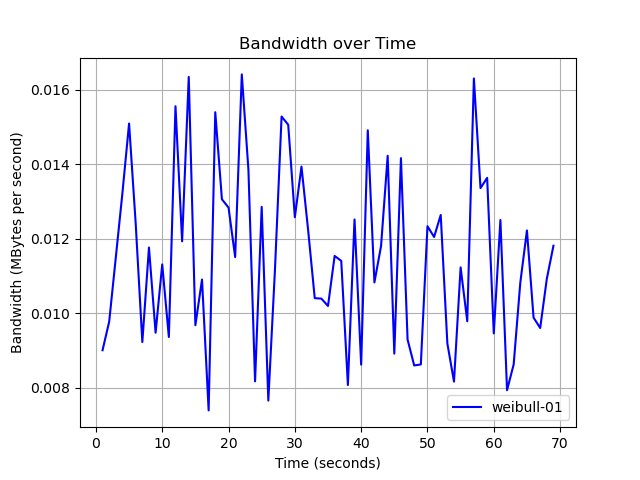 Bandwidth over Time
Bandwidth (MBytes per second)
0.016
0.014
0.012
0.010
0.008
0 10 20 30 40 50 60 70
Time (seconds)
weibull-01